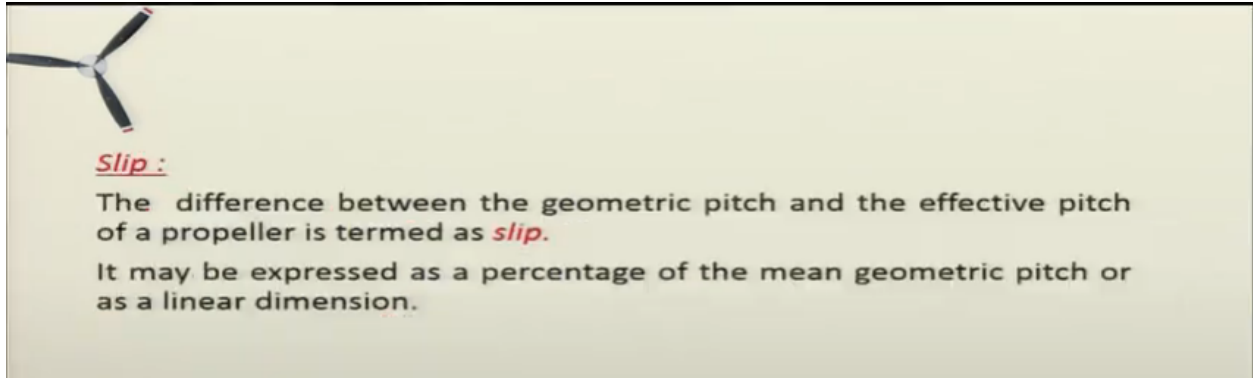 Slip :
The difference between the geometric pitch and the effective pitch
of a propeller is termed as slip.
It may be expressed as a percentage of the mean geometric pitch or
as a linear dimension.